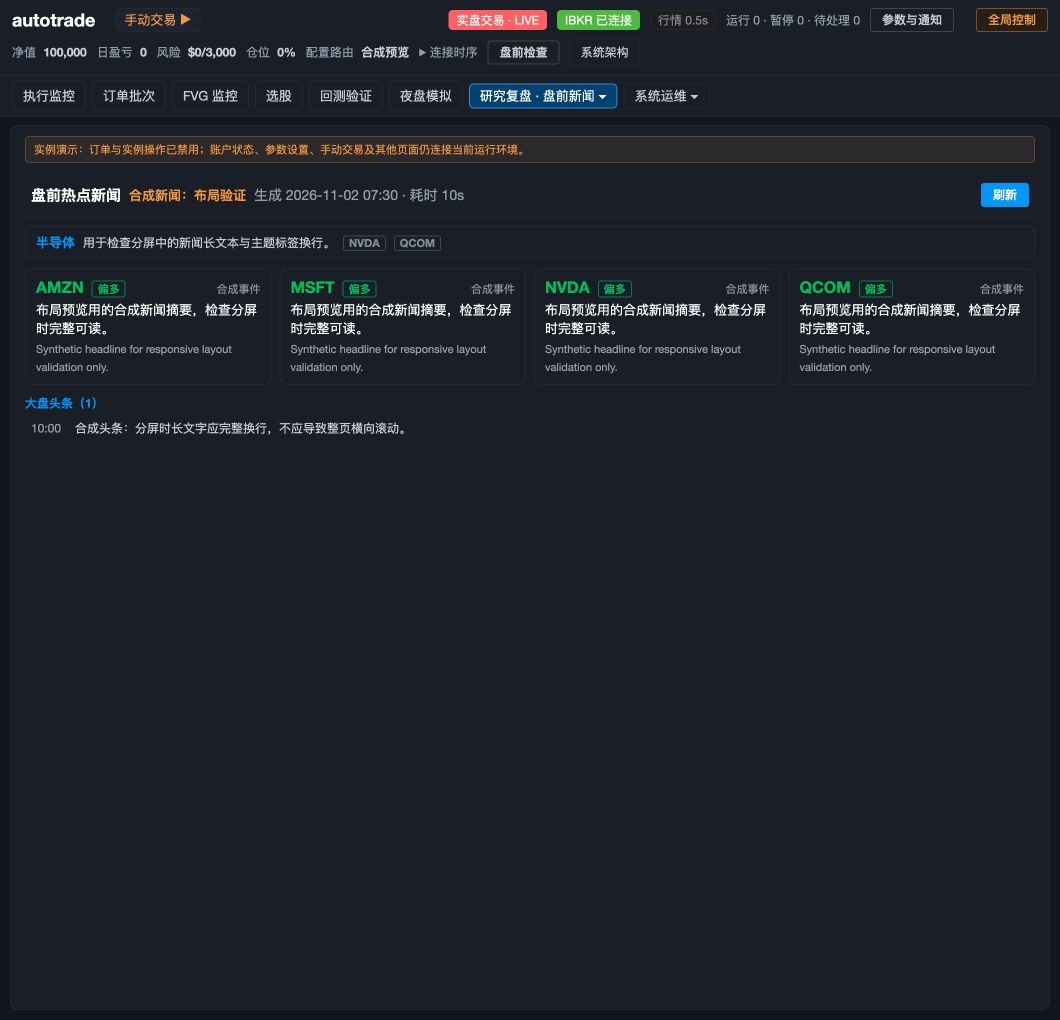 autotrade 手动交易 ▶ 实盘交易 · LIVE IBKR 已连接 行情 0.5s 运行 0 · 暂停 0 · 待处理 0 参数与通知 全局控制
净值 100,000 日盈亏 0 风险 $0/3,000 仓位 0% 配置路由 合成预览 ▶ 连接时序 盘前检查 系统架构
执行监控 订单批次 FVG 监控 选股 回测验证 夜盘模拟 研究复盘 · 盘前新闻 系统运维
实例演示：订单与实例操作已禁用；账户状态、参数设置、手动交易及其他页面仍连接当前运行环境。
盘前热点新闻 合成新闻：布局验证 生成 2026-11-02 07:30 · 耗时 10s 刷新
半导体 用于检查分屏中的新闻长文本与主题标签换行。 NVDA QCOM
AMZN 偏多 合成事件
布局预览用的合成新闻摘要，检查分屏
时完整可读。
Synthetic headline for responsive layout
validation only.
MSFT 偏多 合成事件
布局预览用的合成新闻摘要，检查分屏
时完整可读。
Synthetic headline for responsive layout
validation only.
NVDA 偏多 合成事件
布局预览用的合成新闻摘要，检查分屏
时完整可读。
Synthetic headline for responsive layout
validation only.
QCOM 偏多 合成事件
布局预览用的合成新闻摘要，检查分屏
时完整可读。
Synthetic headline for responsive layout
validation only.
大盘头条（1）
10:00 合成头条：分屏时长文字应完整换行，不应导致整页横向滚动。